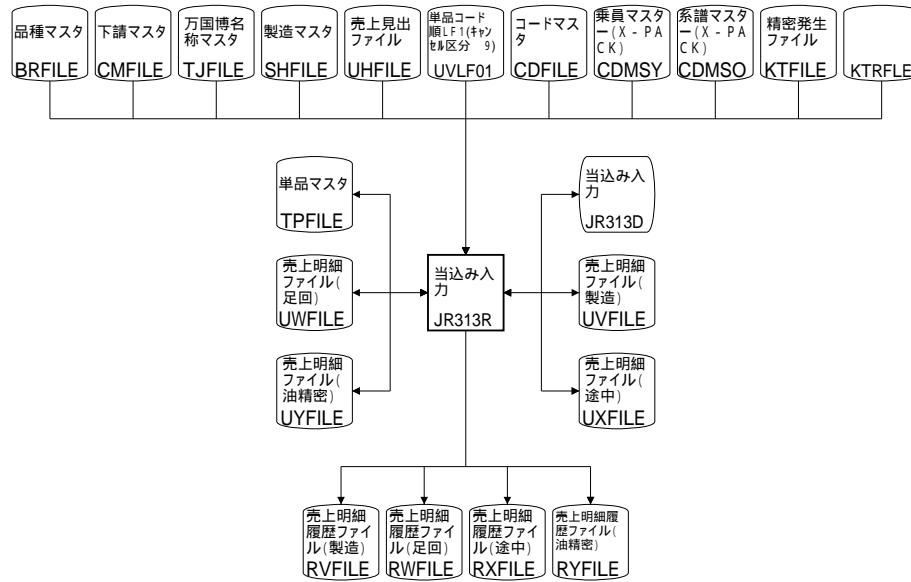 品種マスタ
BRFILE
下請マスタ
CMFILE
万国博名
称マスタ
TJFILE
製造マスタ
SHFILE
売上見出
ファイル
UHFILE
単品コード
順LF1(キャン
セル区分 9)
UVLF01
コードマス
タ
CDFILE
乗員マスタ
ー(X-PA
CK)
CDMSY
系譜マスタ
ー(X-PA
CK)
CDMSO
精密発生
ファイル
KTFILE
KTRFLE
単品マスタ
TPFILE
当込み入
力
JR313D
売上明細
ファイル(
足回)
UWFILE
当込み入
力
JR313R
売上明細
ファイル(
製造)
UVFILE
売上明細
ファイル(
油精密)
UYFILE
売上明細
ファイル(
途中)
UXFILE
売上明細
履歴ファイ
ル(製造)
RVFILE
売上明細
履歴ファイ
ル(足回)
RWFILE
売上明細
履歴ファイ
ル(途中)
RXFILE
売上明細履
歴ファイル(
油精密)
RYFILE